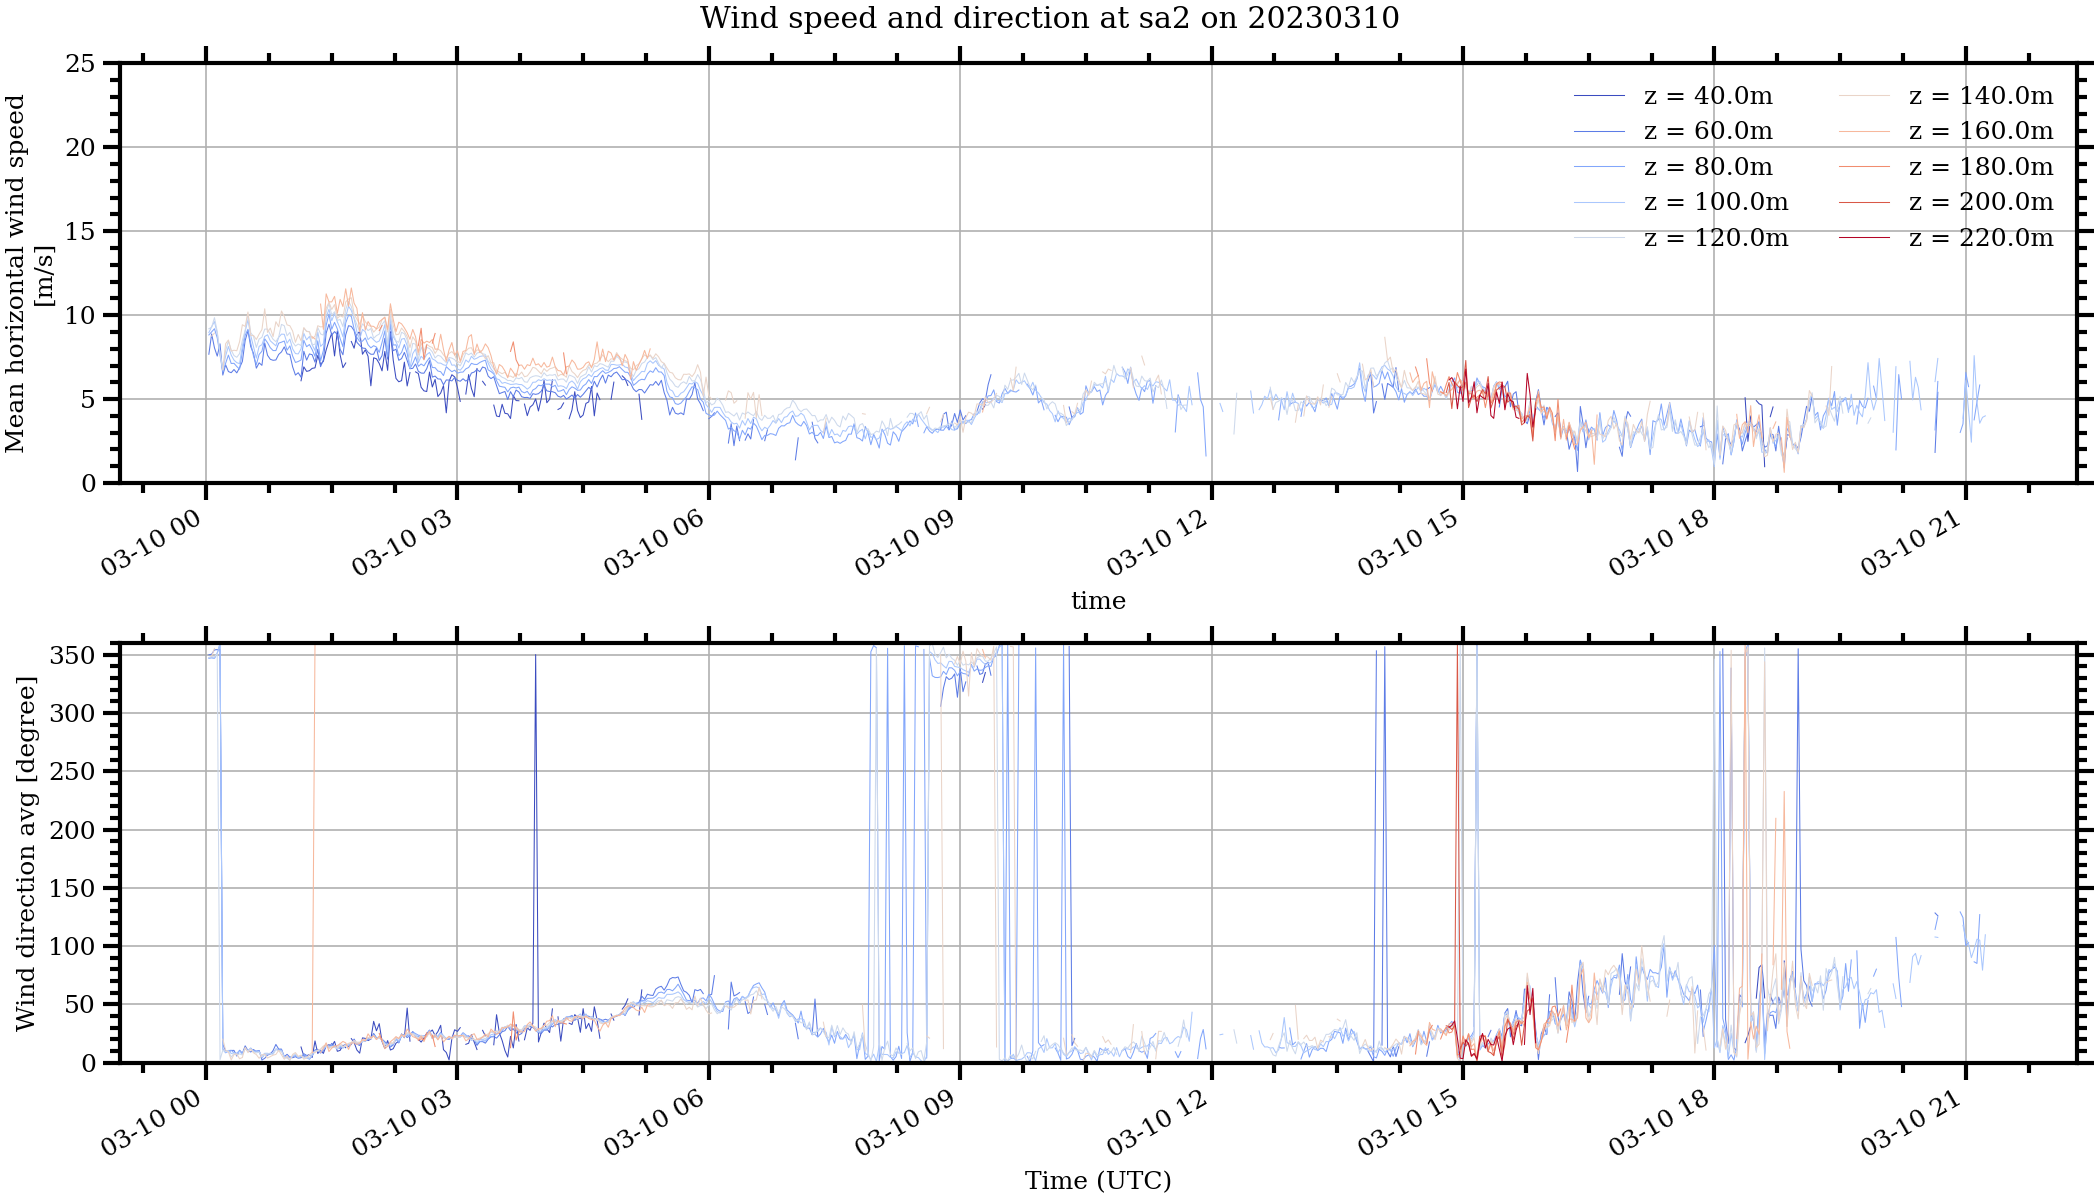 Wind speed and direction at sa2 on 20230310
Mean horizontal wind speed
[m/s]
25
20
15
10
5
0
z = 40.0m
z = 60.0m
z = 80.0m
z = 100.0m
z = 120.0m
z = 140.0m
z = 160.0m
z = 180.0m
z = 200.0m
z = 220.0m
03-10 00
03-10 03
03-10 06
03-10 09
03-10 12
03-10 15
03-10 18
03-10 21
time
Wind direction avg [degree]
350
300
250
200
150
100
50
0
03-10 00
03-10 03
03-10 06
03-10 09
03-10 12
03-10 15
03-10 18
03-10 21
Time (UTC)